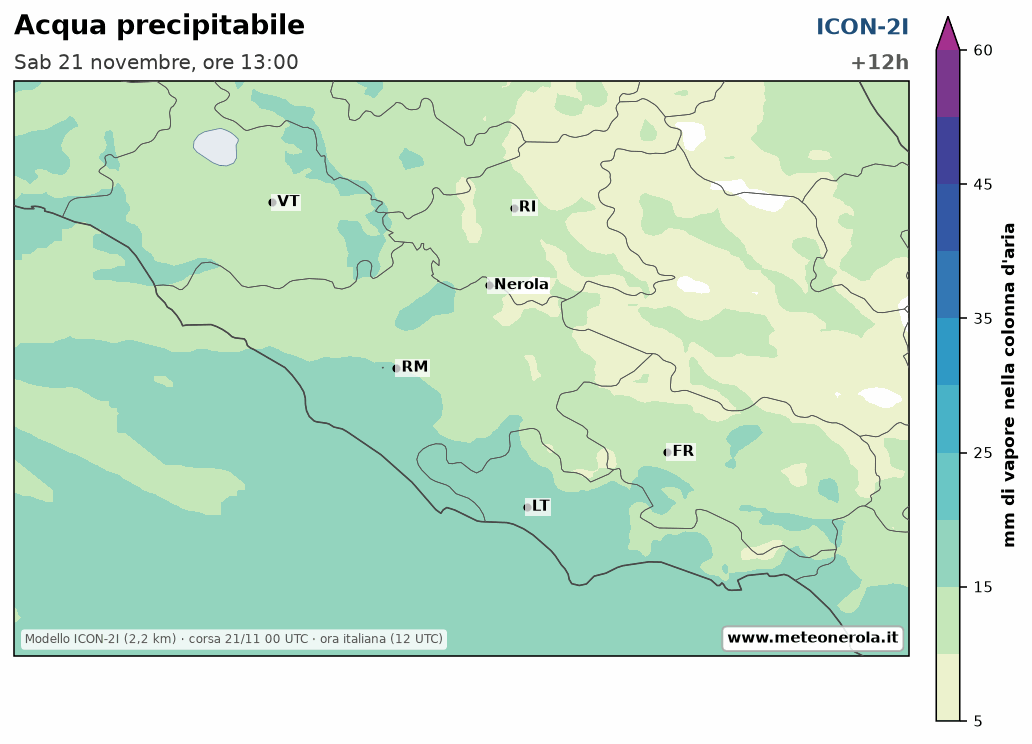 Acqua precipitabile
ICON-2I
Sab 21 novembre, ore 13:00
+12h
60
45
35
25
15
5
mm di vapore nella colonna d'aria
VT
RI
Nerola
RM
FR
LT
Modello ICON-2I (2,2 km) · corsa 21/11 00 UTC · ora italiana (12 UTC)
www.meteonerola.it